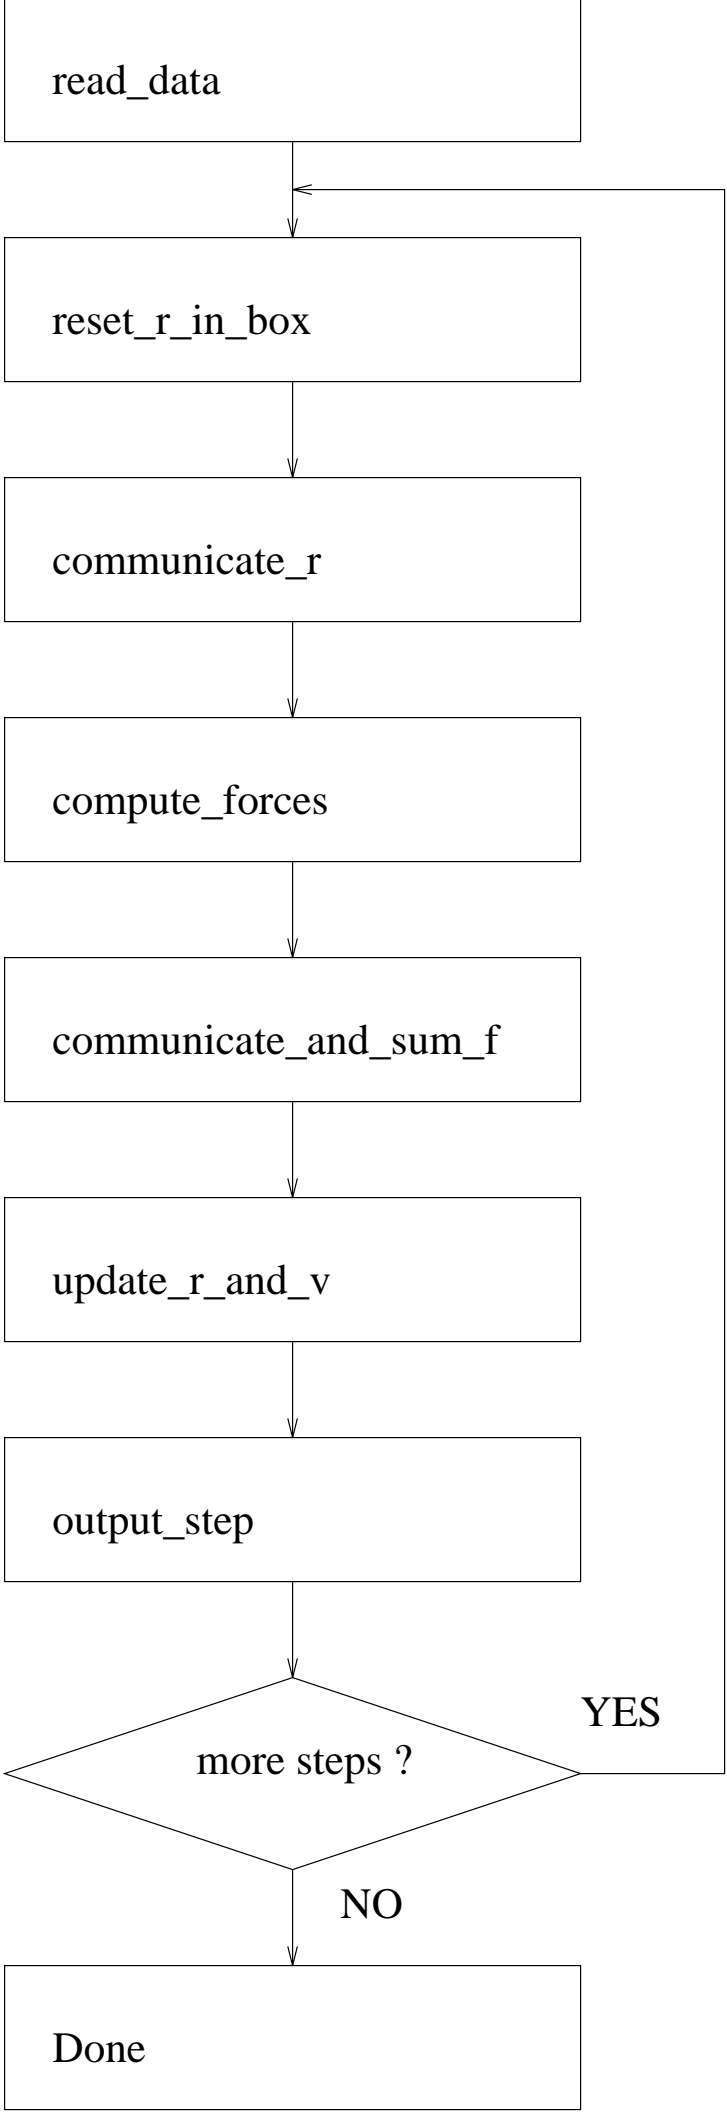 read_data
reset_r_in_box
communicate_r
compute_forces
communicate_and_sum_f
update_r_and_v
output_step
YES
more steps ?
NO
Done